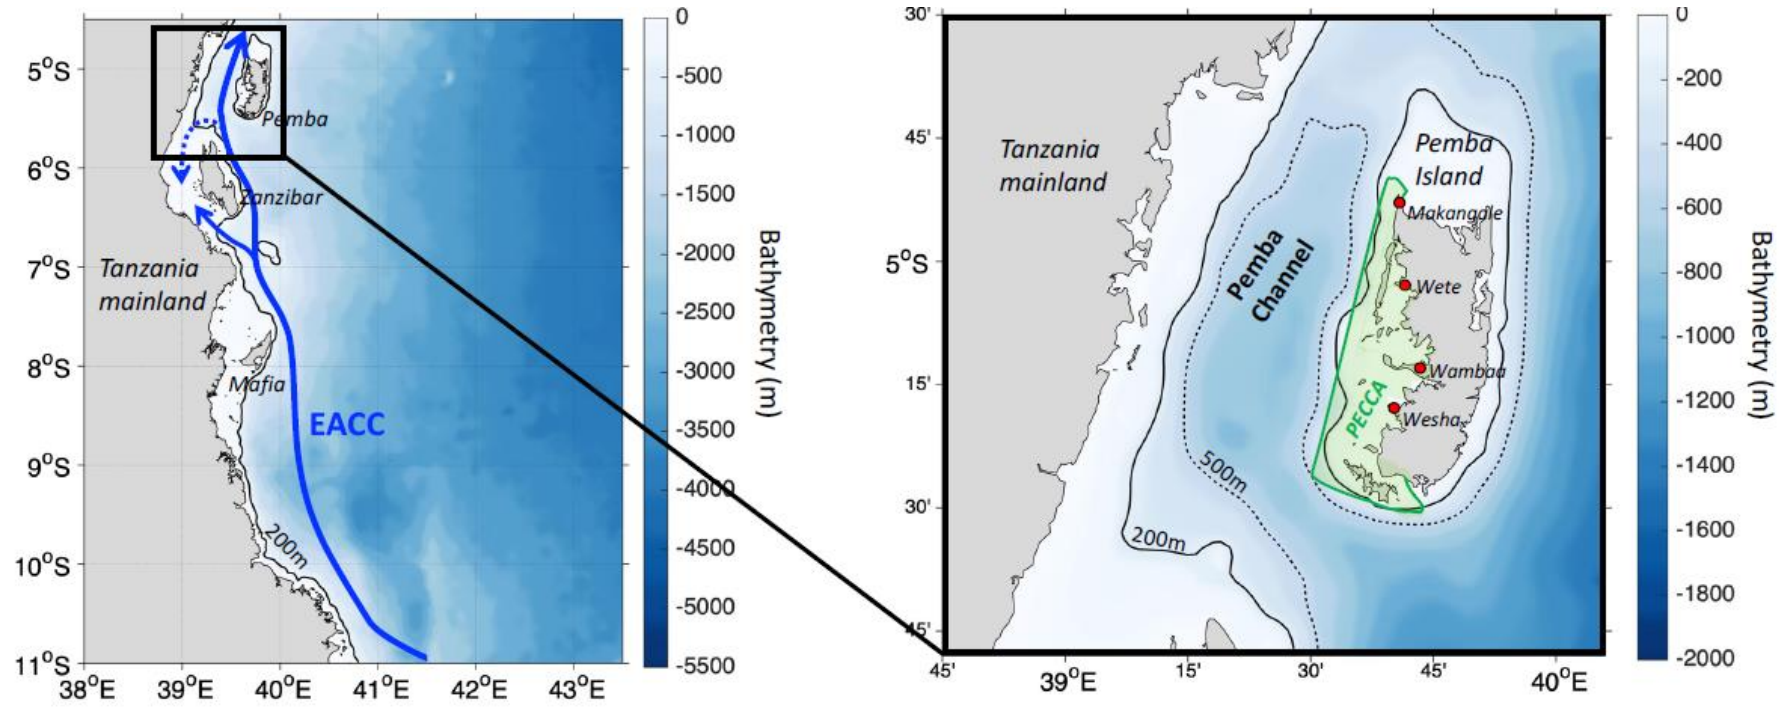 5°S
6°S
7°S
8°S
9°S
10°S
11°S
38°E
39°E
40°E
41°E
42°E
43°E
Pemba
Zanzibar
Tanzania
mainland
Mafia
EACC
200m
0
-500
-1000
-1500
-2000
-2500
-3000
-3500
-4000
-4500
-5000
-5500
Bathymetry (m)
30'
45'
5°S
15'
30'
45'
45'
39°E
15'
30'
45'
40°E
Tanzania
mainland
Pemba
Island
Makangale
Pemba
Channel
Wete
Wambaa
PECCA
Wesha
500m
200m
0
-200
-400
-600
-800
-1000
-1200
-1400
-1600
-1800
-2000
Bathymetry (m)